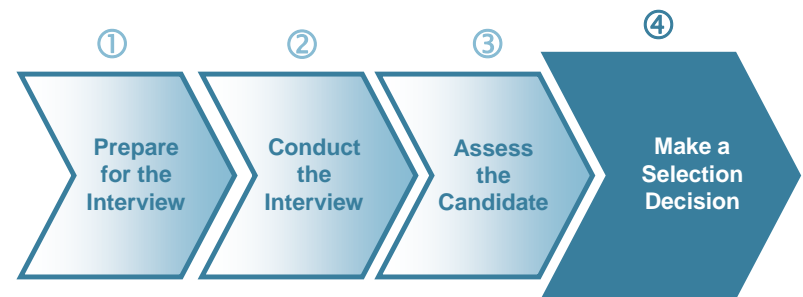 ①
②
③
④
Prepare
for the
Interview
Conduct
the
Interview
Assess
the
Candidate
Make a
Selection
Decision